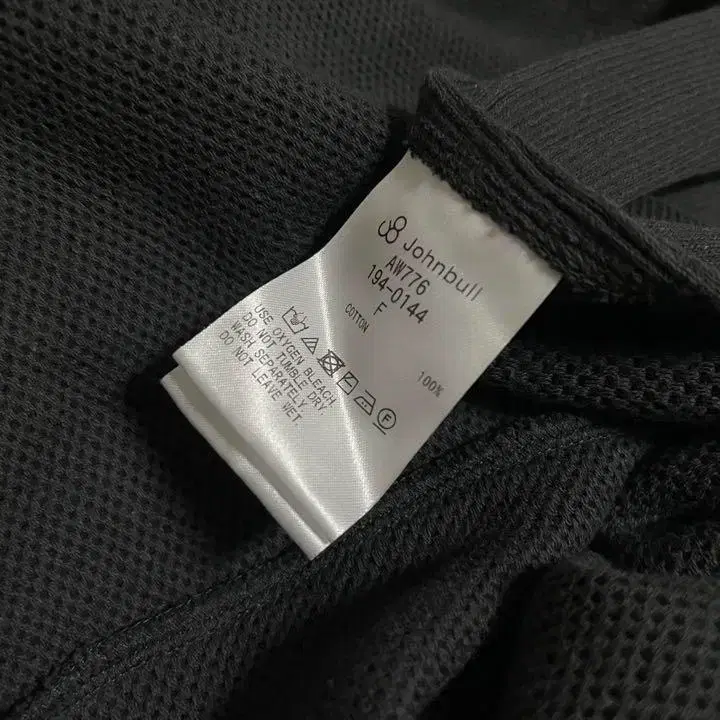 Johnbull
AW776
194-0144
F
COTTON 100%
F
USE OXYGEN BLEACH
DO NOT TUMBLE DRY.
WASH SEPARATELY.
DO NOT LEAVE WET.